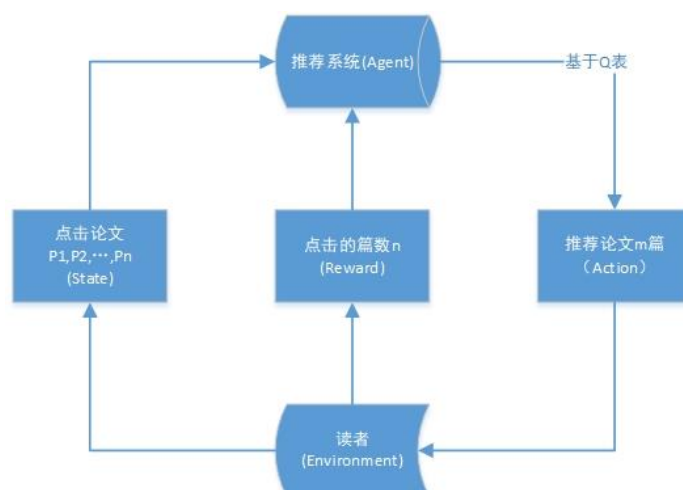 推荐系统(Agent)
基于Q表
点击论文
P1,P2,···,Pn
(State)
点击的篇数n
(Reward)
推荐论文m篇
（Action）
读者
(Environment)